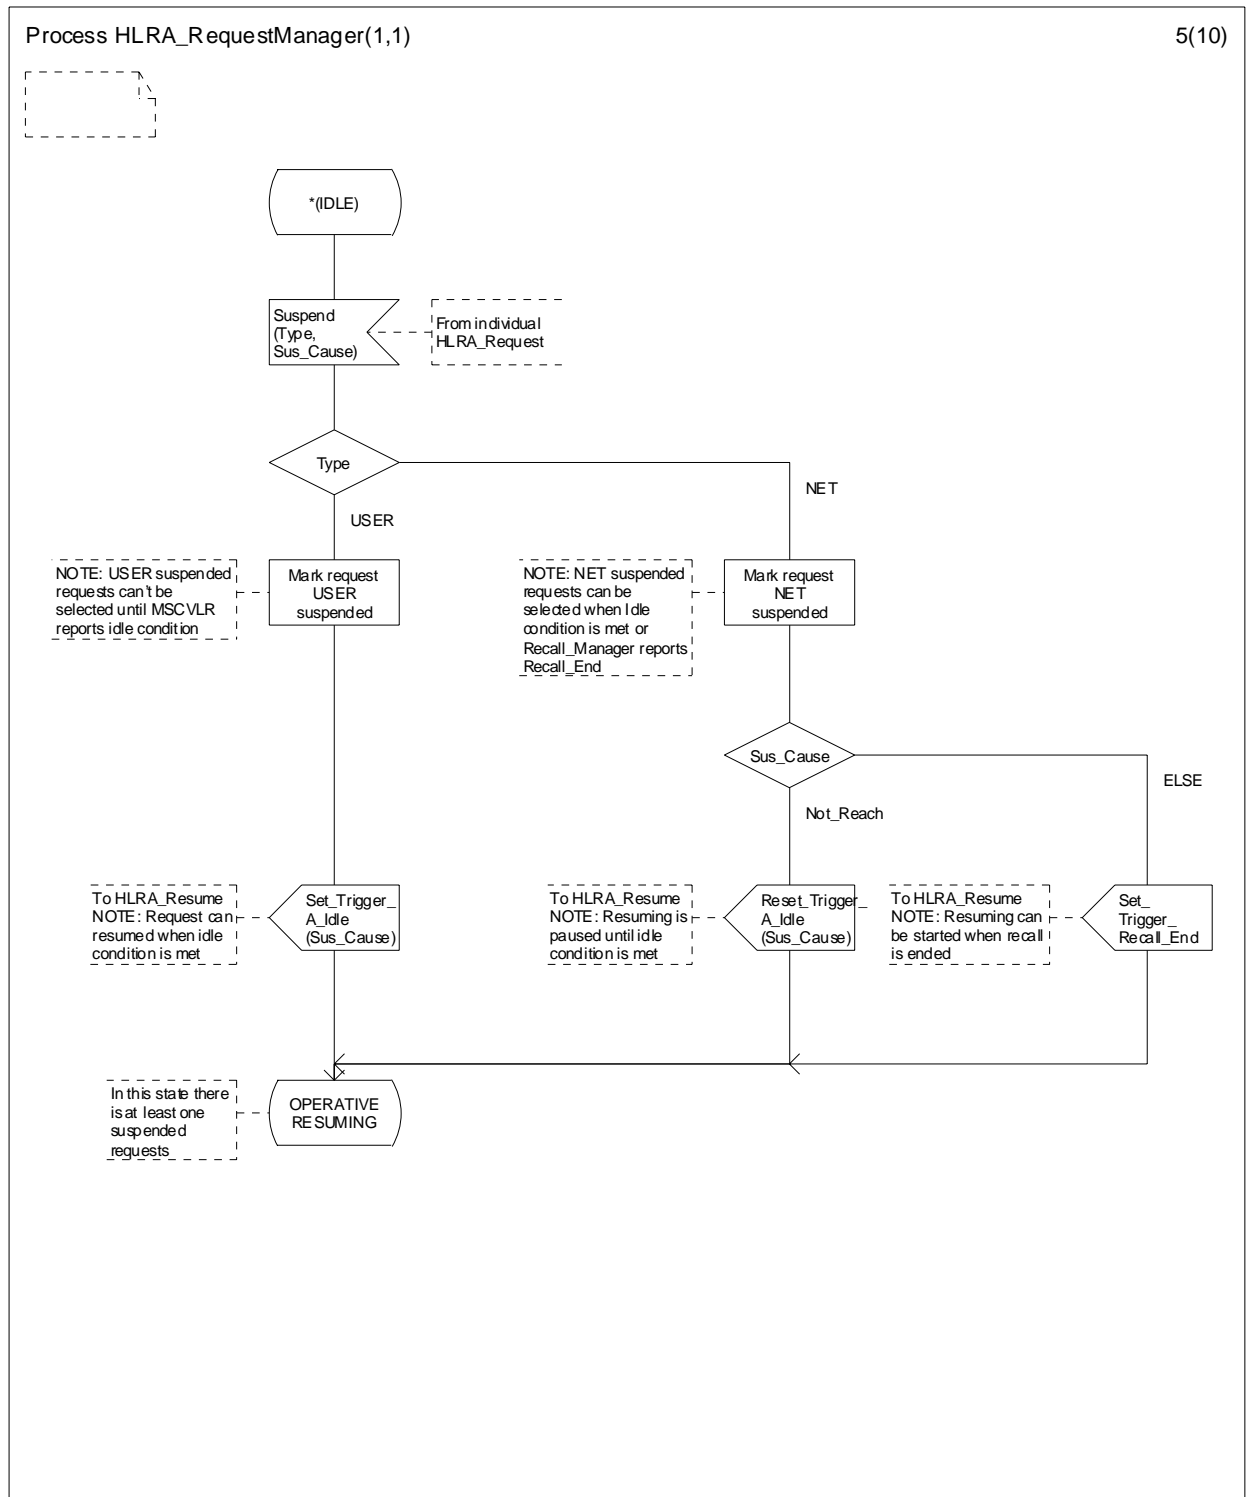 Process HLRA_RequestManager(1,1)
5(10)
*(IDLE)
Suspend
(Type,
Sus_Cause)
From individual
HLRA_Request
Type
NET
USER
NOTE: USER suspended
requests can't be
selected until MSCVLR
reports idle condition
Mark request
USER
suspended
NOTE: NET suspended
requests can be
selected when Idle
condition is met or
Recall_Manager reports
Recall_End
Mark request
NET
suspended
Sus_Cause
ELSE
Not_Reach
To HLRA_Resume
NOTE: Request can
resumed when idle
condition is met
Set_Trigger_
A_Idle
(Sus_Cause)
To HLRA_Resume
NOTE: Resuming is
paused until idle
condition is met
Reset_Trigger_
A_Idle
(Sus_Cause)
To HLRA_Resume
NOTE: Resuming can
be started when recall
is ended
Set_
Trigger_
Recall_End
In this state there
is at least one
suspended
requests
OPERATIVE
RESUMING